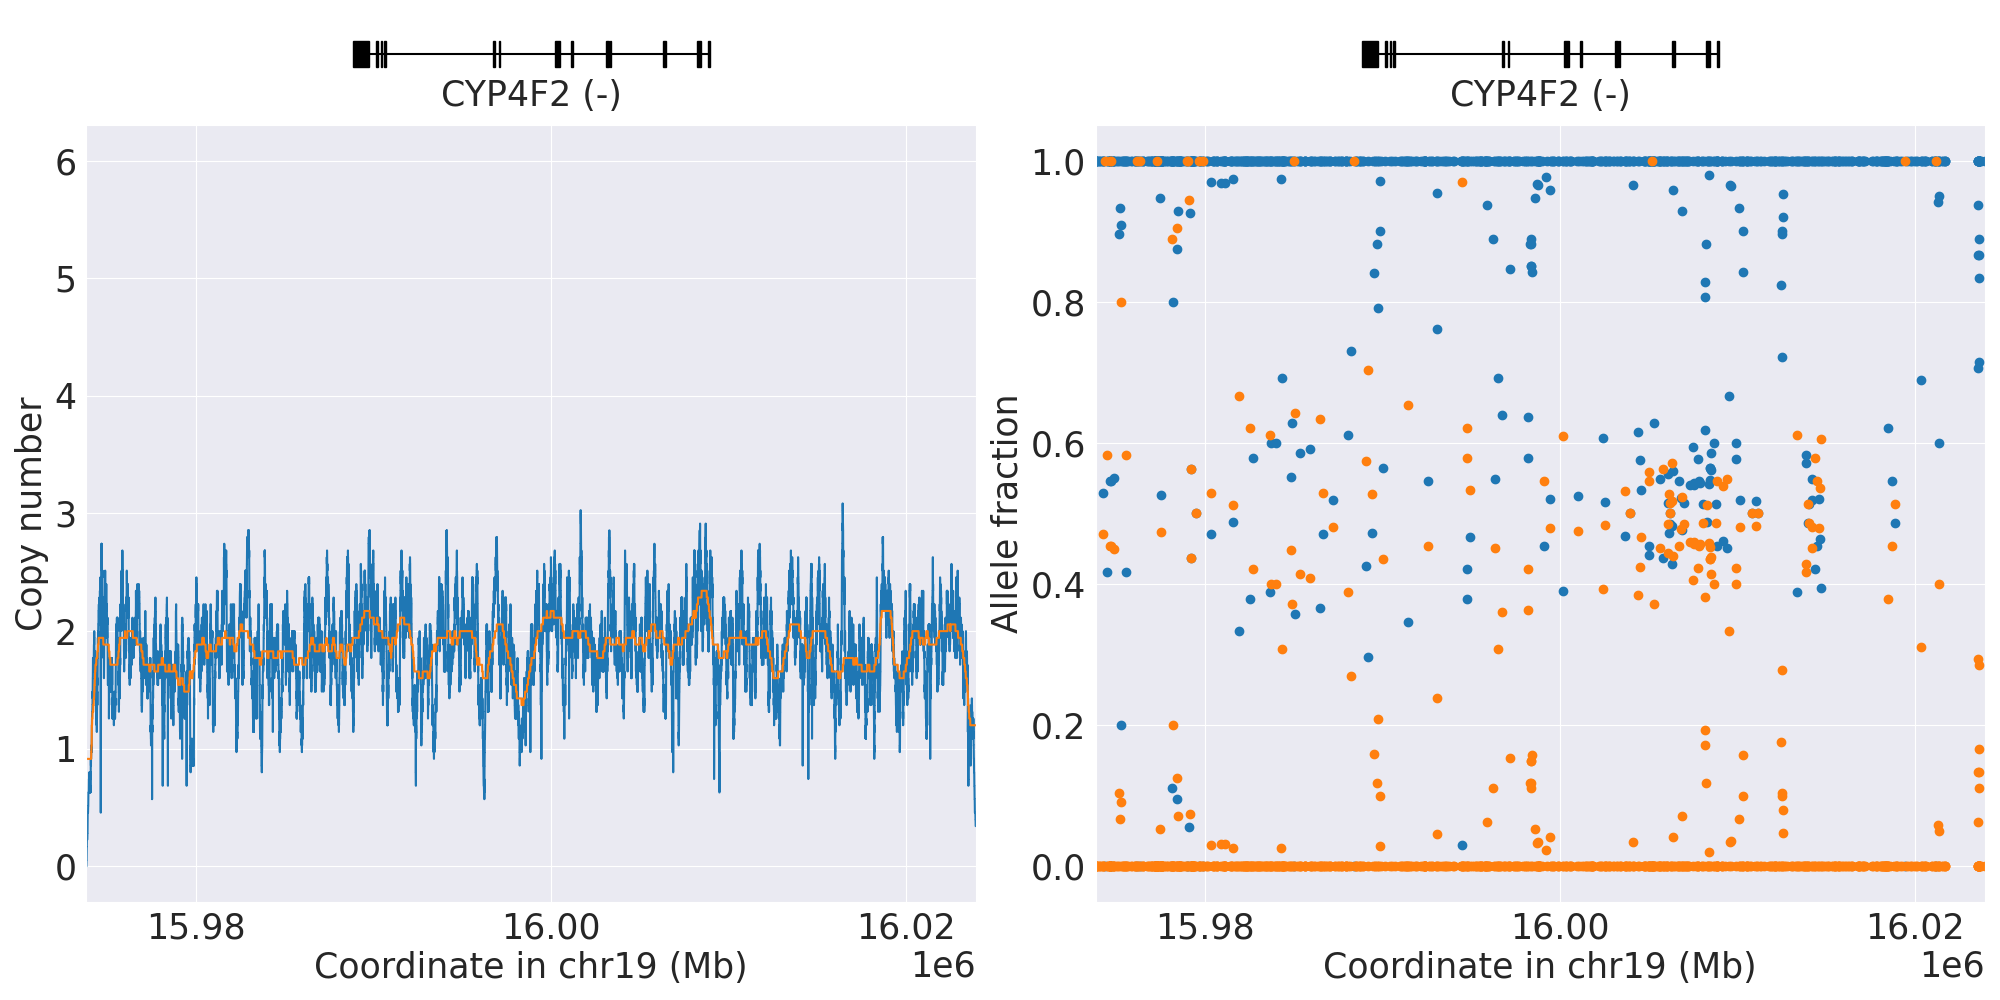 CYP4F2 (-)
6
5
4
3
2
1
0
Copy number
15.98
16.00
16.02
Coordinate in chr19 (Mb)
1e6
CYP4F2 (-)
1.0
0.8
0.6
0.4
0.2
0.0
Allele fraction
15.98
16.00
16.02
Coordinate in chr19 (Mb)
1e6